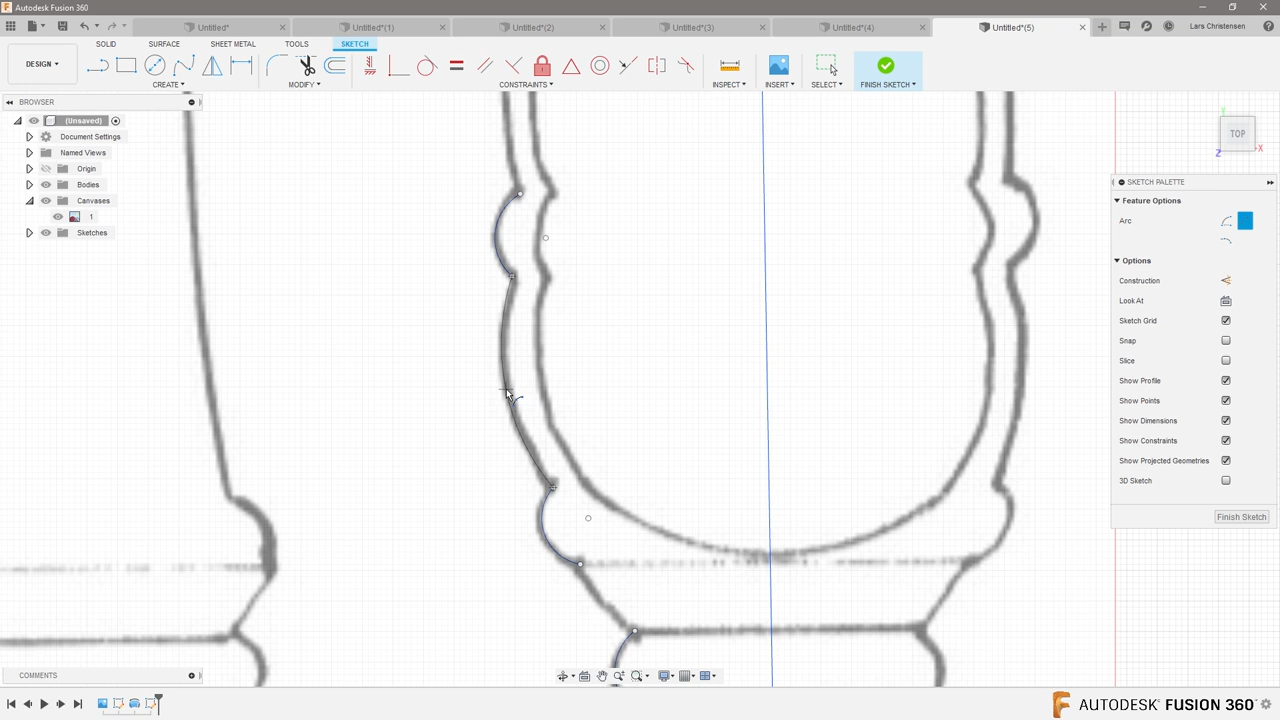 Autodesk Fusion 360
Untitled*
Untitled*(1)
Untitled*(2)
Untitled*(3)
Untitled*(4)
Untitled*(5)
Lars Christensen
DESIGN
SOLID
SURFACE
SHEET METAL
TOOLS
SKETCH
CREATE
MODIFY
CONSTRAINTS
INSPECT
INSERT
SELECT
FINISH SKETCH
BROWSER
(Unsaved)
Document Settings
Named Views
Origin
Bodies
Canvases
1
Sketches
Y
TOP
X
Z
SKETCH PALETTE
Feature Options
Arc
Options
Construction
Look At
Sketch Grid
Snap
Slice
Show Profile
Show Points
Show Dimensions
Show Constraints
Show Projected Geometries
3D Sketch
Finish Sketch
COMMENTS
F AUTODESK FUSION 360°